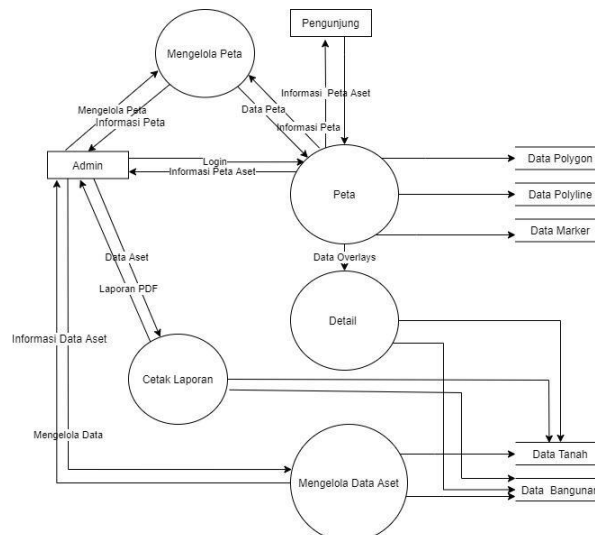 Pengunjung
Mengelola Peta
Informasi Peta Aset
Mengelola Peta
Data Peta
Informasi Peta
Informasi Peta
Login
Data Polygon
Admin
Informasi Peta Aset
Peta
Data Polyline
Data Marker
Data Aset
Data Overlays
Laporan PDF
Detail
Informasi Data Aset
Cetak Laporan
Mengelola Data
Data Tanah
Mengelola Data Aset
Data Bangunan